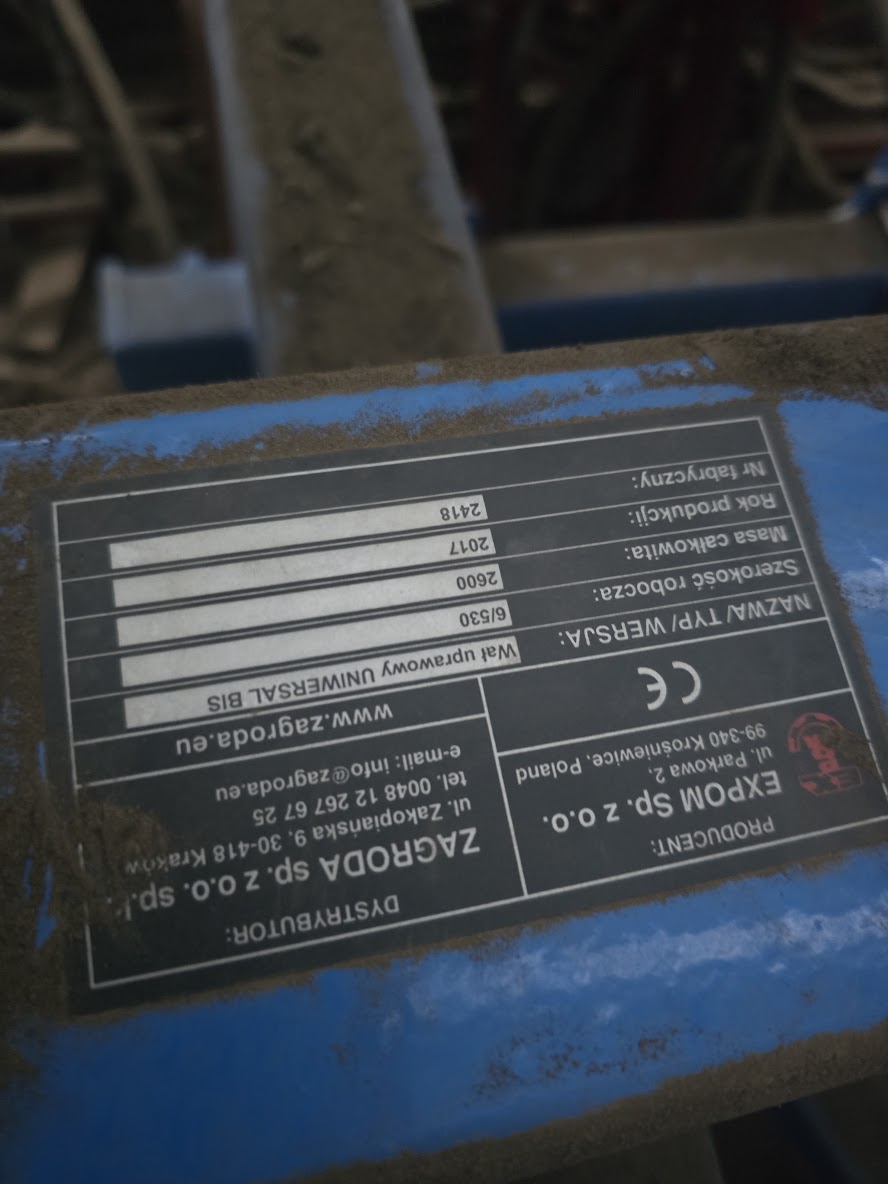 PRODUCENT:
EXPOM Sp. z o.o.
ul. Parkowa 2,
99-340 Krośniewice, Poland
CE
DYSTRYBUTOR:
ZAGRODA sp. z o.o. sp.k.
ul. Zakopiańska 9, 30-418 Kraków
tel. 0048 12 267 67 25
e-mail: info@zagroda.eu
www.zagroda.eu
NAZWA/ TYP/ WERSJA: Wał uprawowy UNIWERSAL BIS
Szerokość robocza: 6/530
Masa całkowita: 2600
Rok produkcji: 2017
Nr fabryczny: 2418